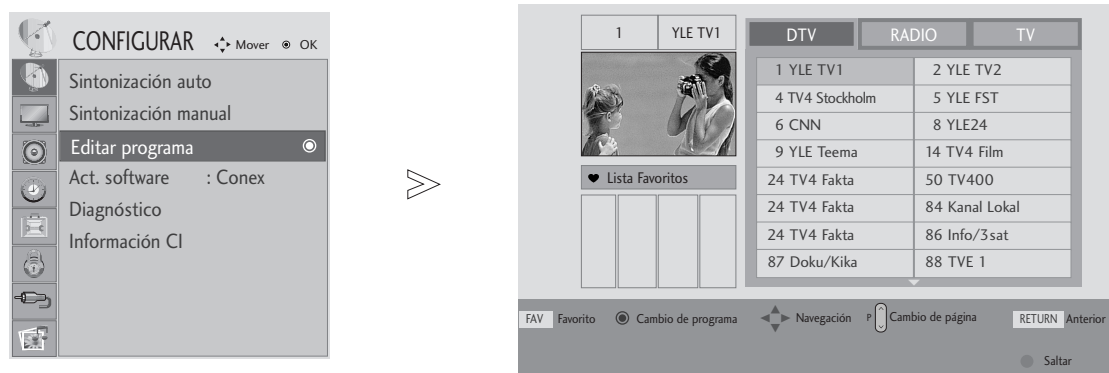 CONFIGURAR Mover OK
Sintonización auto
Sintonización manual
Editar programa
Act. software : Conex
Diagnóstico
Información CI
1 YLE TV1
DTV RADIO TV
1 YLE TV1 2 YLE TV2
4 TV4 Stockholm 5 YLE FST
6 CNN 8 YLE24
9 YLE Teema 14 TV4 Film
24 TV4 Fakta 50 TV400
24 TV4 Fakta 84 Kanal Lokal
24 TV4 Fakta 86 Info/3sat
87 Doku/Kika 88 TVE 1
Lista Favoritos
FAV Favorito Cambio de programa Navegación P Cambio de página RETURN Anterior
Saltar